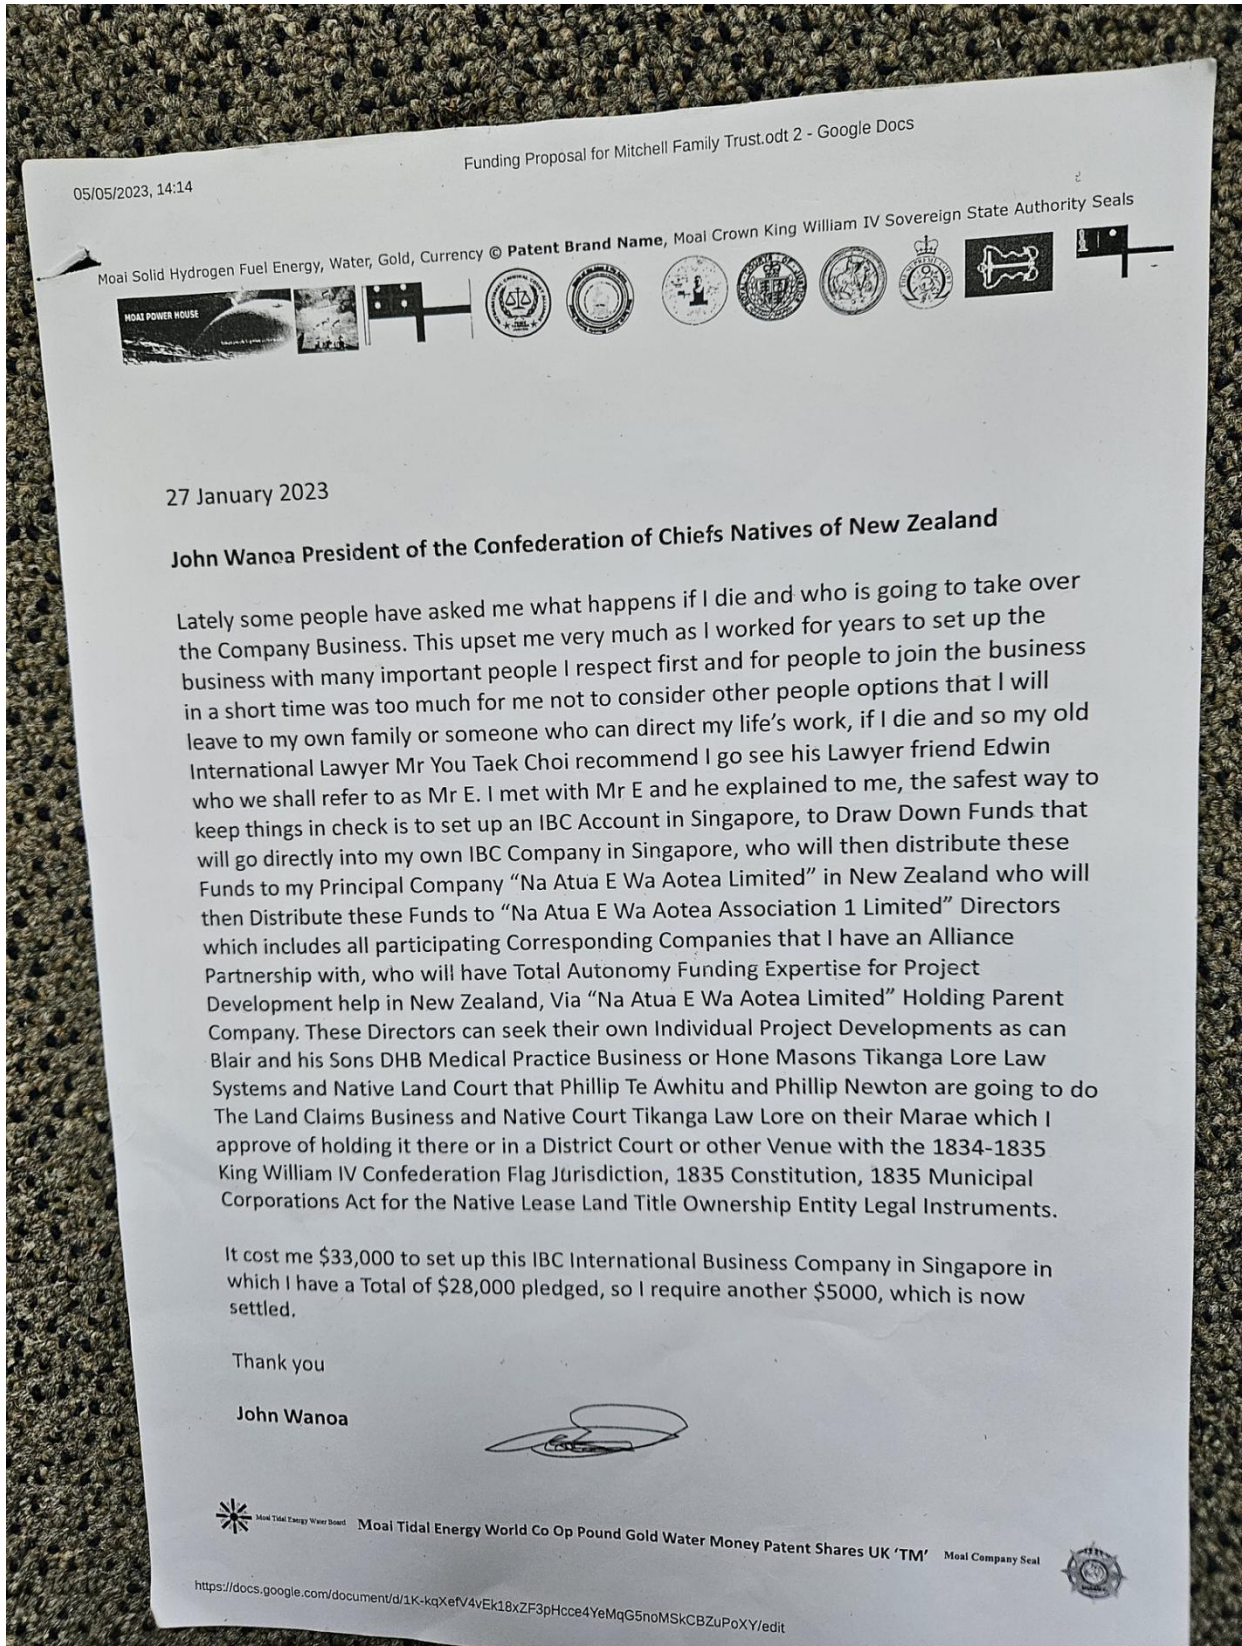 05/05/2023, 14:14
Funding Proposal for Mitchell Family Trust.odt 2 - Google Docs
Moai Solid Hydrogen Fuel Energy, Water, Gold, Currency © Patent Brand Name, Moai Crown King William IV Sovereign State Authority Seals
MOAI POWER HOUSE
27 January 2023
John Wanoa President of the Confederation of Chiefs Natives of New Zealand
Lately some people have asked me what happens if I die and who is going to take over
the Company Business. This upset me very much as I worked for years to set up the
business with many important people I respect first and for people to join the business
in a short time was too much for me not to consider other people options that I will
leave to my own family or someone who can direct my life's work, if I die and so my old
International Lawyer Mr You Taek Choi recommend I go see his Lawyer friend Edwin
who we shall refer to as Mr E. I met with Mr E and he explained to me, the safest way to
keep things in check is to set up an IBC Account in Singapore, to Draw Down Funds that
will go directly into my own IBC Company in Singapore, who will then distribute these
Funds to my Principal Company “Na Atua E Wa Aotea Limited” in New Zealand who will
then Distribute these Funds to “Na Atua E Wa Aotea Association 1 Limited” Directors
which includes all participating Corresponding Companies that I have an Alliance
Partnership with, who will have Total Autonomy Funding Expertise for Project
Development help in New Zealand, Via “Na Atua E Wa Aotea Limited” Holding Parent
Company. These Directors can seek their own Individual Project Developments as can
Blair and his Sons DHB Medical Practice Business or Hone Masons Tikanga Lore Law
Systems and Native Land Court that Phillip Te Awhitu and Phillip Newton are going to do
The Land Claims Business and Native Court Tikanga Law Lore on their Marae which I
approve of holding it there or in a District Court or other Venue with the 1834-1835
King William IV Confederation Flag Jurisdiction, 1835 Constitution, 1835 Municipal
Corporations Act for the Native Lease Land Title Ownership Entity Legal Instruments.
It cost me $33,000 to set up this IBC International Business Company in Singapore in
which I have a Total of $28,000 pledged, so I require another $5000, which is now
settled.
Thank you
John Wanoa
Moai Tidal Energy Water Board Moai Tidal Energy World Co Op Pound Gold Water Money Patent Shares UK ‘TM’ Moai Company Seal
https://docs.google.com/document/d/1K-kqXefV4vEk18xZF3pHcce4YeMqG5noMSkCBZuPoXY/edit